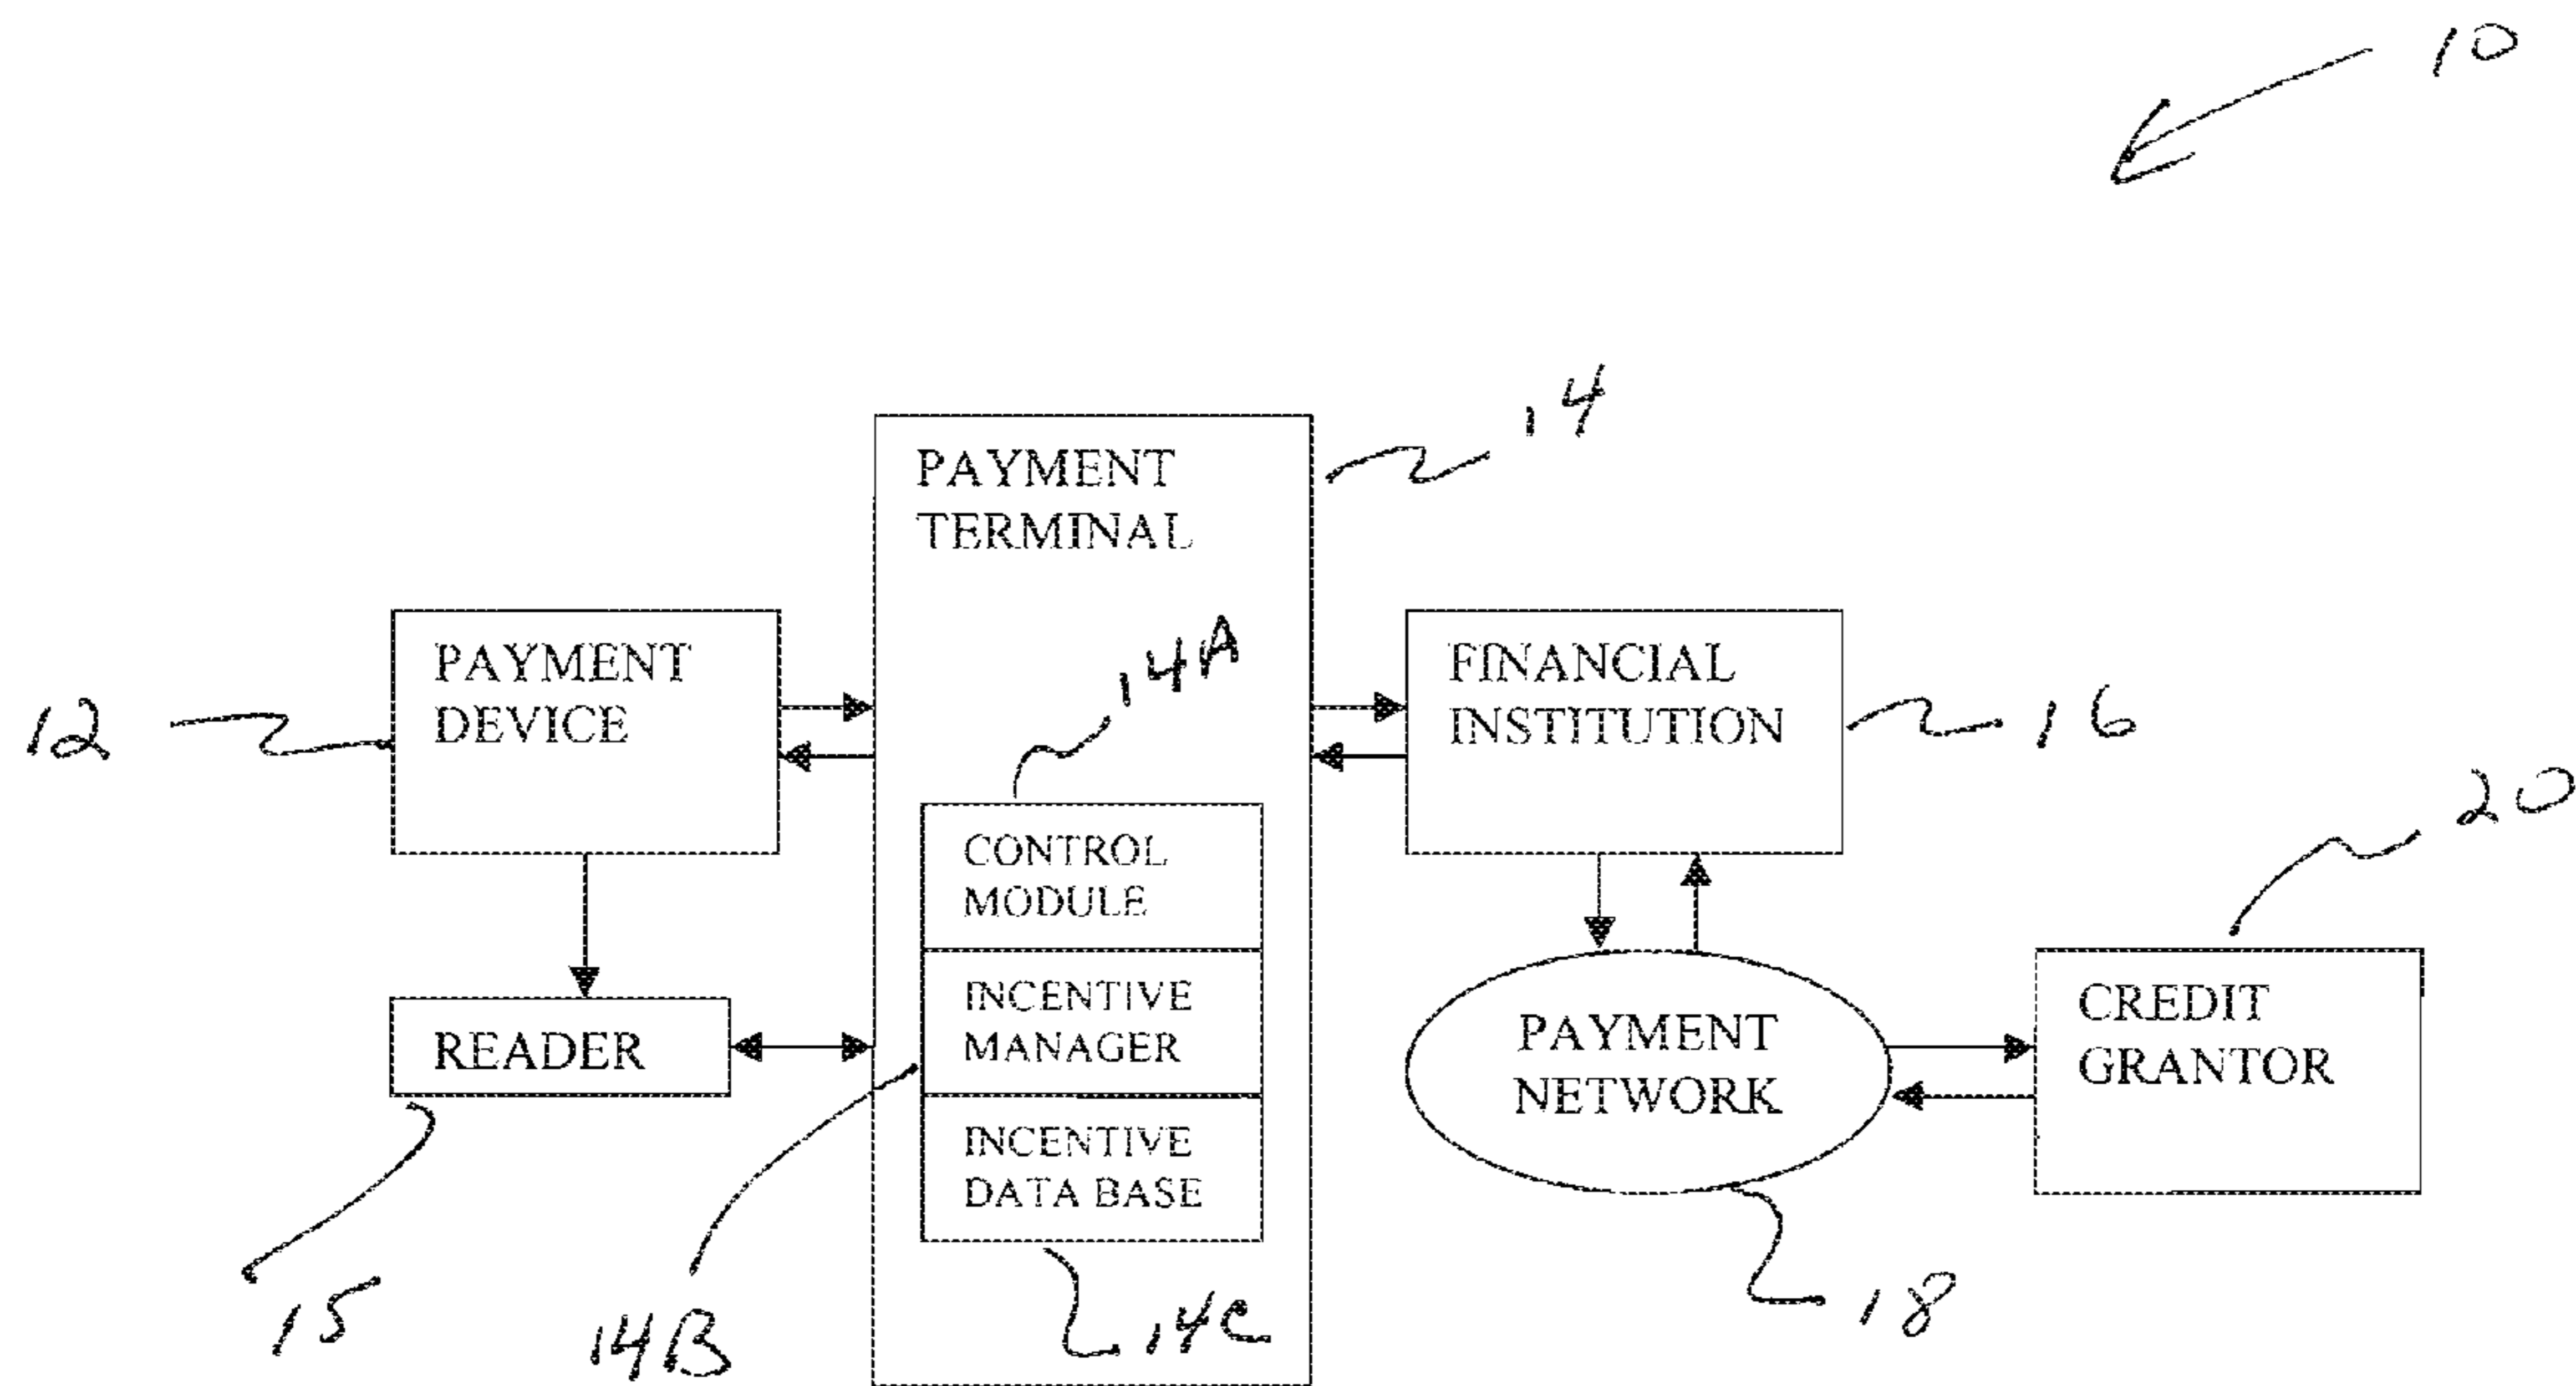 10
14
PAYMENT
TERMINAL
14A
PAYMENT
DEVICE
12
FINANCIAL
INSTITUTION
16
20
CONTROL
MODULE
INCENTIVE
MANAGER
INCENTIVE
DATA BASE
READER
PAYMENT
NETWORK
CREDIT
GRANTOR
15
14B
14C
18